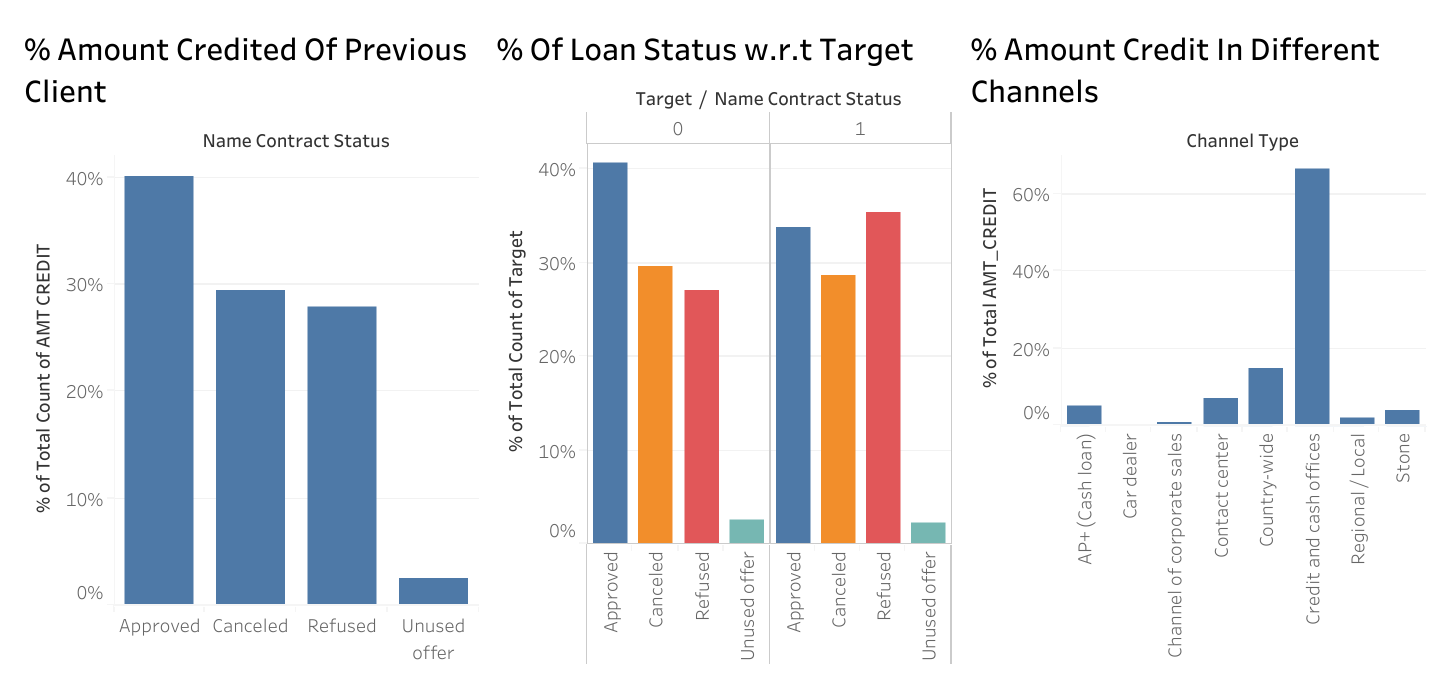 % Amount Credited Of Previous
Client
Name Contract Status
% of Total Count of AMT CREDIT
40%
30%
20%
10%
0%
Approved
Canceled
Refused
Unused
offer
% Of Loan Status w.r.t Target
Target / Name Contract Status
0
1
% of Total Count of Target
40%
30%
20%
10%
0%
Approved
Canceled
Refused
Unused offer
Approved
Canceled
Refused
Unused offer
% Amount Credit In Different
Channels
Channel Type
% of Total AMT_CREDIT
60%
40%
20%
0%
AP+ (Cash loan)
Car dealer
Channel of corporate sales
Contact center
Country-wide
Credit and cash offices
Regional / Local
Stone